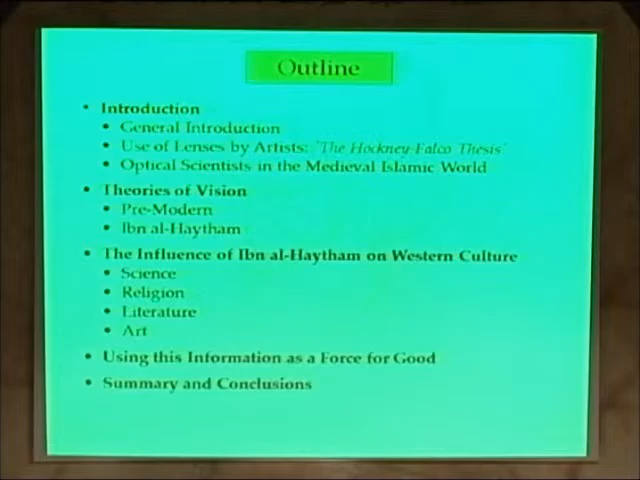 Outline
• Introduction
• General Introduction
• Use of Lenses by Artists: "The Hockney-Falco Thesis"
• Optical Scientists in the Medieval Islamic World
• Theories of Vision
• Pre-Modern
• Ibn al-Haytham
• The Influence of Ibn al-Haytham on Western Culture
• Science
• Religion
• Literature
• Art
• Using this Information as a Force for Good
• Summary and Conclusions